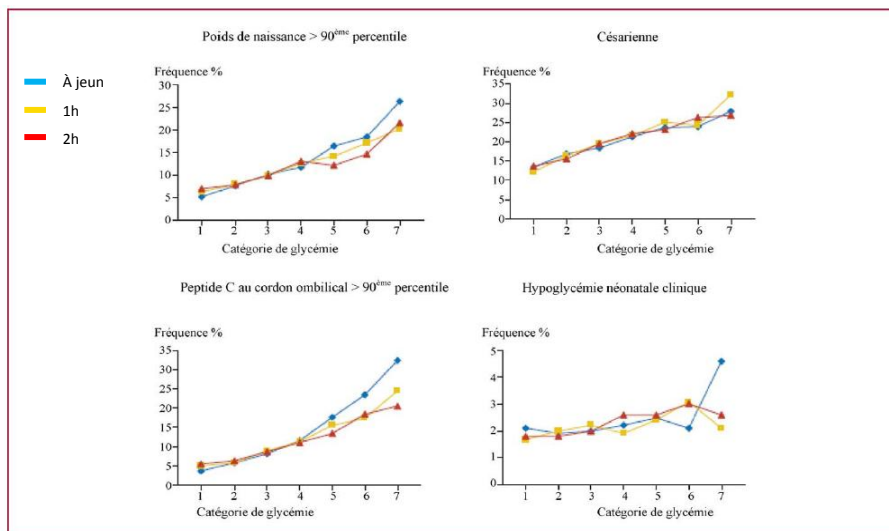 Poids de naissance > 90ème percentile
Césarienne
À jeun
1h
2h
Fréquence %
30
25
20
15
10
5
0
1 2 3 4 5 6 7
Catégorie de glycémie
Fréquence %
35
30
25
20
15
10
5
0
1 2 3 4 5 6 7
Catégorie de glycémie
Peptide C au cordon ombilical > 90ème percentile
Hypoglycémie néonatale clinique
Fréquence %
35
30
25
20
15
10
5
0
1 2 3 4 5 6 7
Catégorie de glycémie
Fréquence %
5
4
3
2
1
0
1 2 3 4 5 6 7
Catégorie de glycémie